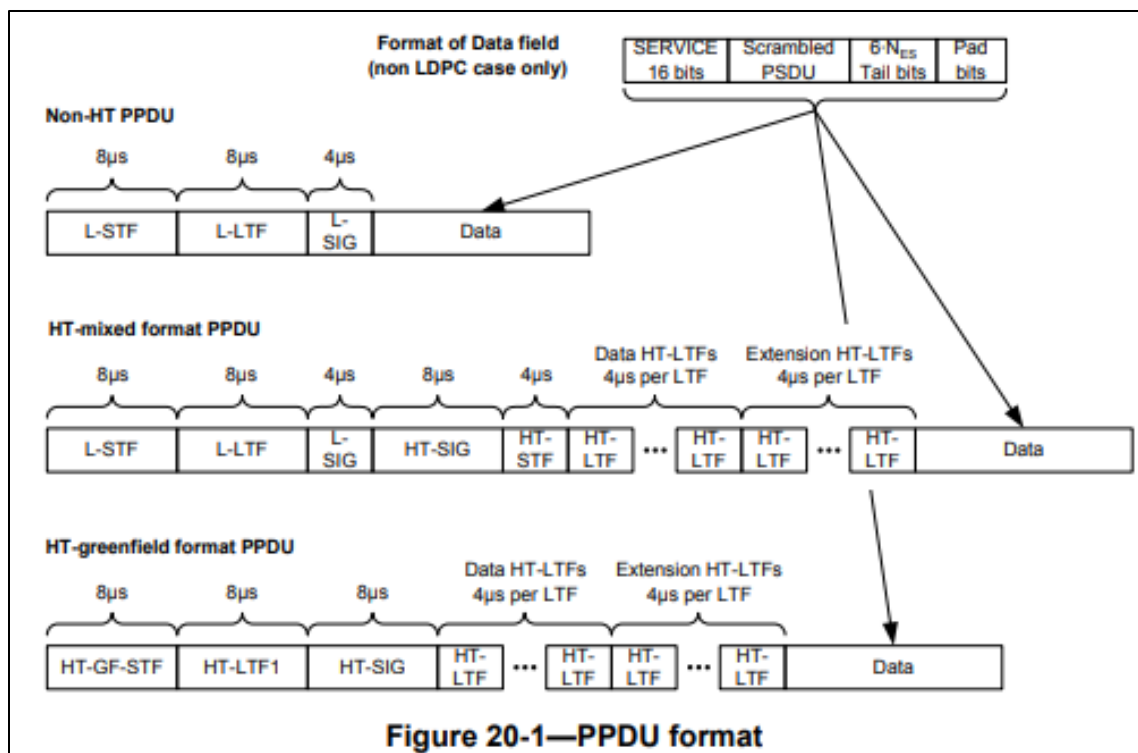 Format of Data field
(non LDPC case only)
SERVICE 16 bits
Scrambled PSDU
6·N_ES Tail bits
Pad bits
Non-HT PPDU
8µs 8µs 4µs
L-STF L-LTF L-SIG Data
HT-mixed format PPDU
Data HT-LTFs 4µs per LTF
Extension HT-LTFs 4µs per LTF
8µs 8µs 4µs 8µs 4µs
L-STF L-LTF L-SIG HT-SIG HT-STF HT-LTF ••• HT-LTF HT-LTF ••• HT-LTF Data
HT-greenfield format PPDU
Data HT-LTFs 4µs per LTF
Extension HT-LTFs 4µs per LTF
8µs 8µs 8µs
HT-GF-STF HT-LTF1 HT-SIG HT-LTF ••• HT-LTF HT-LTF ••• HT-LTF Data
Figure 20-1—PPDU format